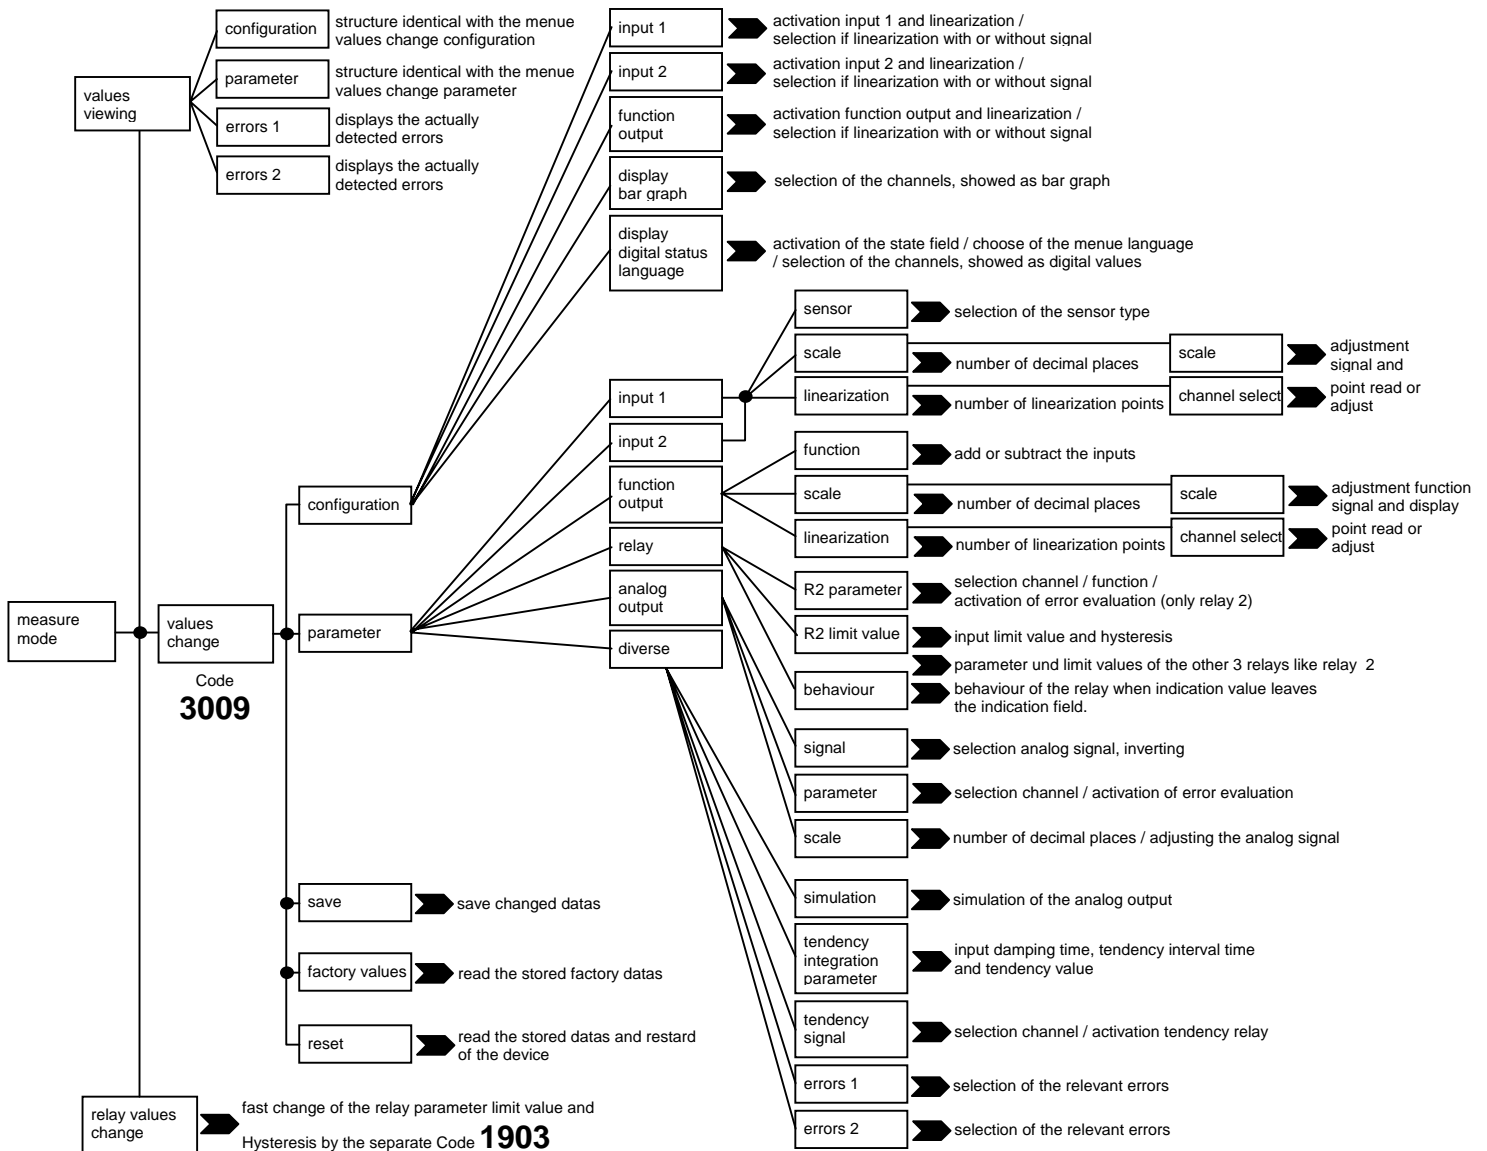 values
viewing
configuration
structure identical with the menue
values change configuration
parameter
structure identical with the menue
values change parameter
errors 1
displays the actually
detected errors
errors 2
displays the actually
detected errors
measure
mode
values
change
Code
3009
relay values
change
fast change of the relay parameter limit value and
Hysteresis by the separate Code 1903
configuration
parameter
save
save changed datas
factory values
read the stored factory datas
reset
read the stored datas and restard
of the device
input 1
activation input 1 and linearization /
selection if linearization with or without signal
input 2
activation input 2 and linearization /
selection if linearization with or without signal
function
output
activation function output and linearization /
selection if linearization with or without signal
display
bar graph
selection of the channels, showed as bar graph
display
digital status
language
activation of the state field / choose of the menue language
/ selection of the channels, showed as digital values
input 1
input 2
function
output
relay
analog
output
diverse
sensor
selection of the sensor type
scale
number of decimal places
scale
adjustment
signal and
linearization
number of linearization points
channel select
point read or
adjust
function
add or subtract the inputs
scale
number of decimal places
scale
adjustment function
signal and display
linearization
number of linearization points
channel select
point read or
adjust
R2 parameter
selection channel / function /
activation of error evaluation (only relay 2)
R2 limit value
input limit value and hysteresis
parameter und limit values of the other 3 relays like relay 2
behaviour
behaviour of the relay when indication value leaves
the indication field.
signal
selection analog signal, inverting
parameter
selection channel / activation of error evaluation
scale
number of decimal places / adjusting the analog signal
simulation
simulation of the analog output
tendency
integration
parameter
input damping time, tendency interval time
and tendency value
tendency
signal
selection channel / activation tendency relay
errors 1
selection of the relevant errors
errors 2
selection of the relevant errors